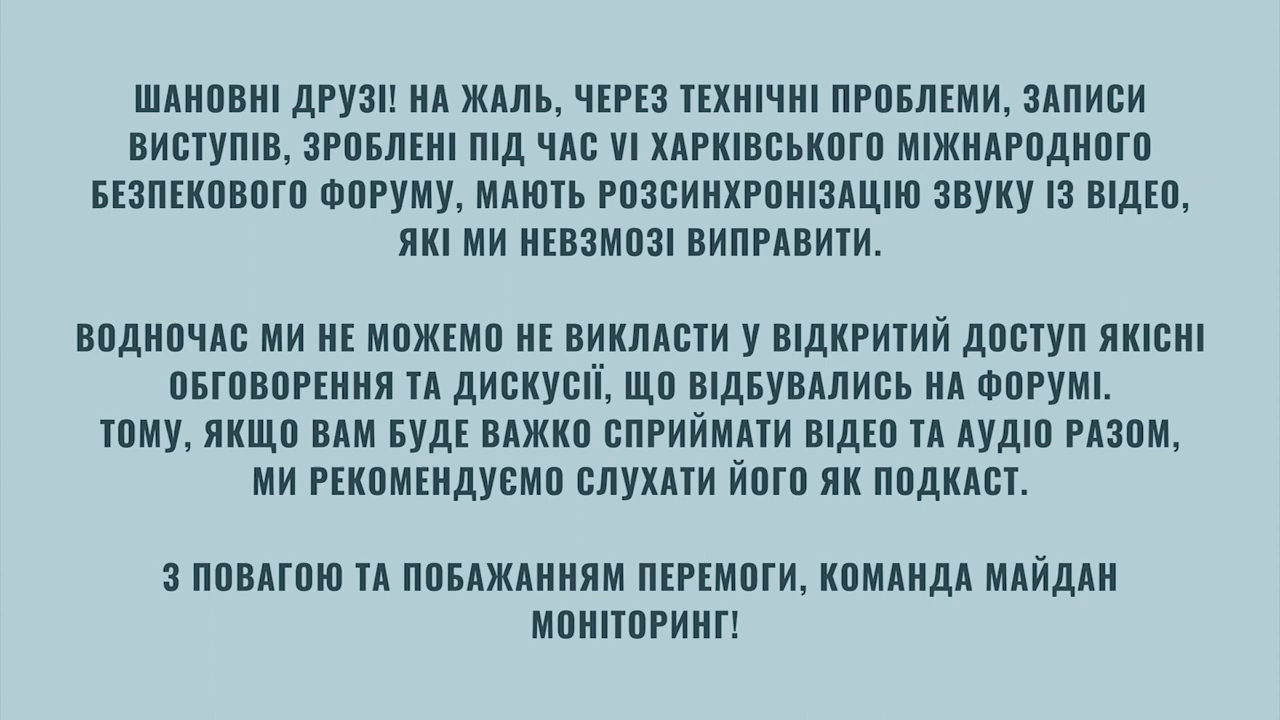 ШАНОВНІ ДРУЗІ! НА ЖАЛЬ, ЧЕРЕЗ ТЕХНІЧНІ ПРОБЛЕМИ, ЗАПИСИ
ВИСТУПІВ, ЗРОБЛЕНІ ПІД ЧАС VI ХАРКІВСЬКОГО МІЖНАРОДНОГО
БЕЗПЕКОВОГО ФОРУМУ, МАЮТЬ РОЗСИНХРОНІЗАЦІЮ ЗВУКУ ІЗ ВІДЕО,
ЯКІ МИ НЕВЗМОЗІ ВИПРАВИТИ.
ВОДНОЧАС МИ НЕ МОЖЕМО НЕ ВИКЛАСТИ У ВІДКРИТИЙ ДОСТУП ЯКІСНІ
ОБГОВОРЕННЯ ТА ДИСКУСІЇ, ЩО ВІДБУВАЛИСЬ НА ФОРУМІ.
ТОМУ, ЯКЩО ВАМ БУДЕ ВАЖКО СПРИЙМАТИ ВІДЕО ТА АУДІО РАЗОМ,
МИ РЕКОМЕНДУЄМО СЛУХАТИ ЙОГО ЯК ПОДКАСТ.
З ПОВАГОЮ ТА ПОБАЖАННЯМ ПЕРЕМОГИ, КОМАНДА МАЙДАН
МОНІТОРИНГ!